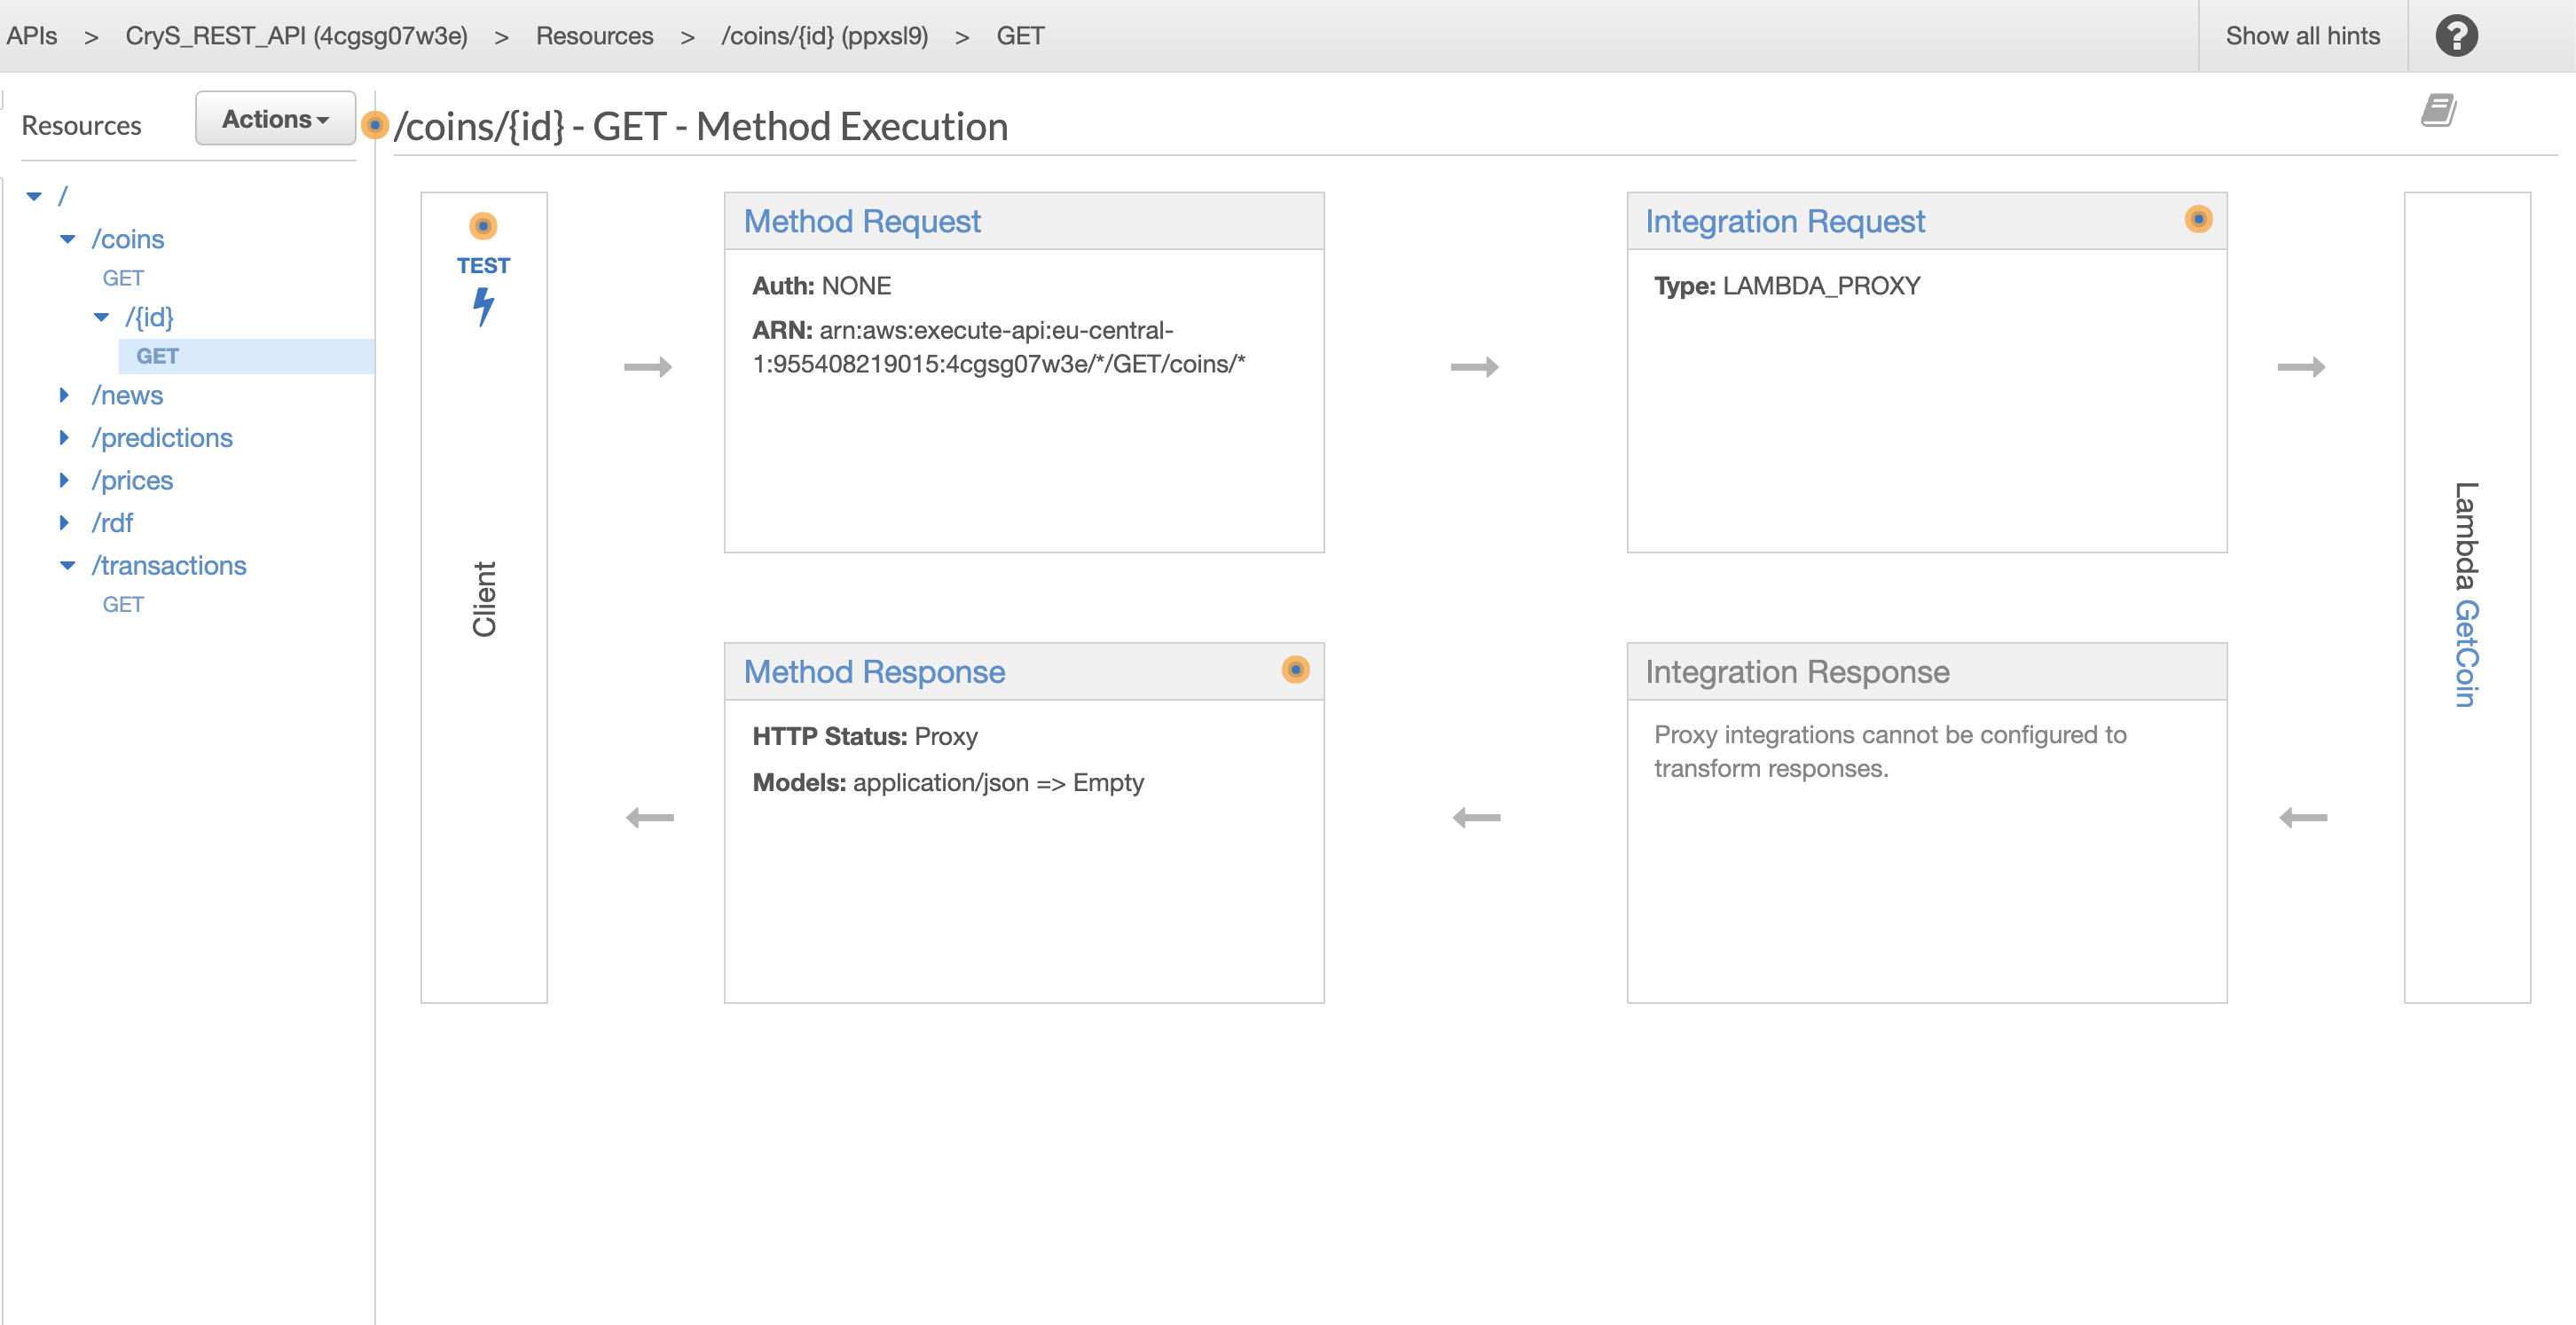 APIs > CryS_REST_API (4cgsg07w3e) > Resources > /coins/{id} (ppxsl9) > GET
Show all hints
?
Resources
Actions
/coins/{id} - GET - Method Execution
/
/coins
GET
/{id}
GET
/news
/predictions
/prices
/rdf
/transactions
GET
TEST
Client
Method Request
Auth: NONE
ARN: arn:aws:execute-api:eu-central-
1:955408219015:4cgsg07w3e/*/GET/coins/*
Integration Request
Type: LAMBDA_PROXY
Lambda GetCoin
Method Response
HTTP Status: Proxy
Models: application/json => Empty
Integration Response
Proxy integrations cannot be configured to
transform responses.